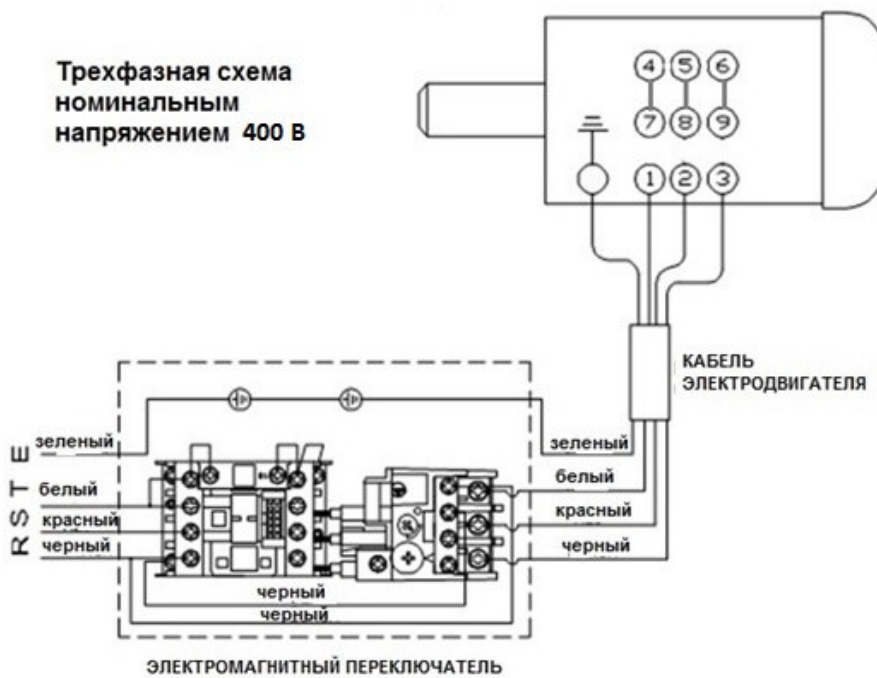 Трехфазная схема
номинальным
напряжением 400 В
4 5 6
7 8 9
1 2 3
КАБЕЛЬ
ЭЛЕКТРОДВИГАТЕЛЯ
E зеленый
зеленый
T белый
белый
S красный
красный
R черный
черный
черный
черный
ЭЛЕКТРОМАГНИТНЫЙ ПЕРЕКЛЮЧАТЕЛЬ